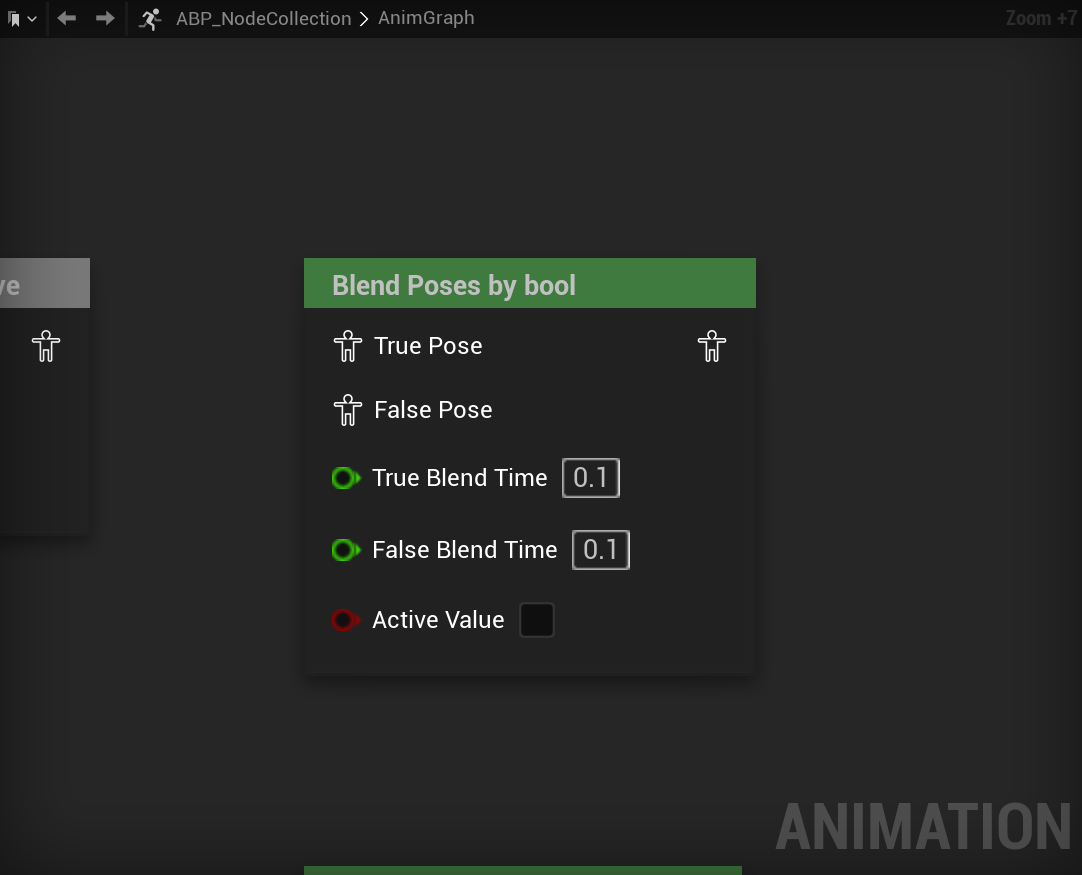 ABP_NodeCollection > AnimGraph
Zoom +7
ve
Blend Poses by bool
True Pose
False Pose
True Blend Time 0.1
False Blend Time 0.1
Active Value
ANIMATION